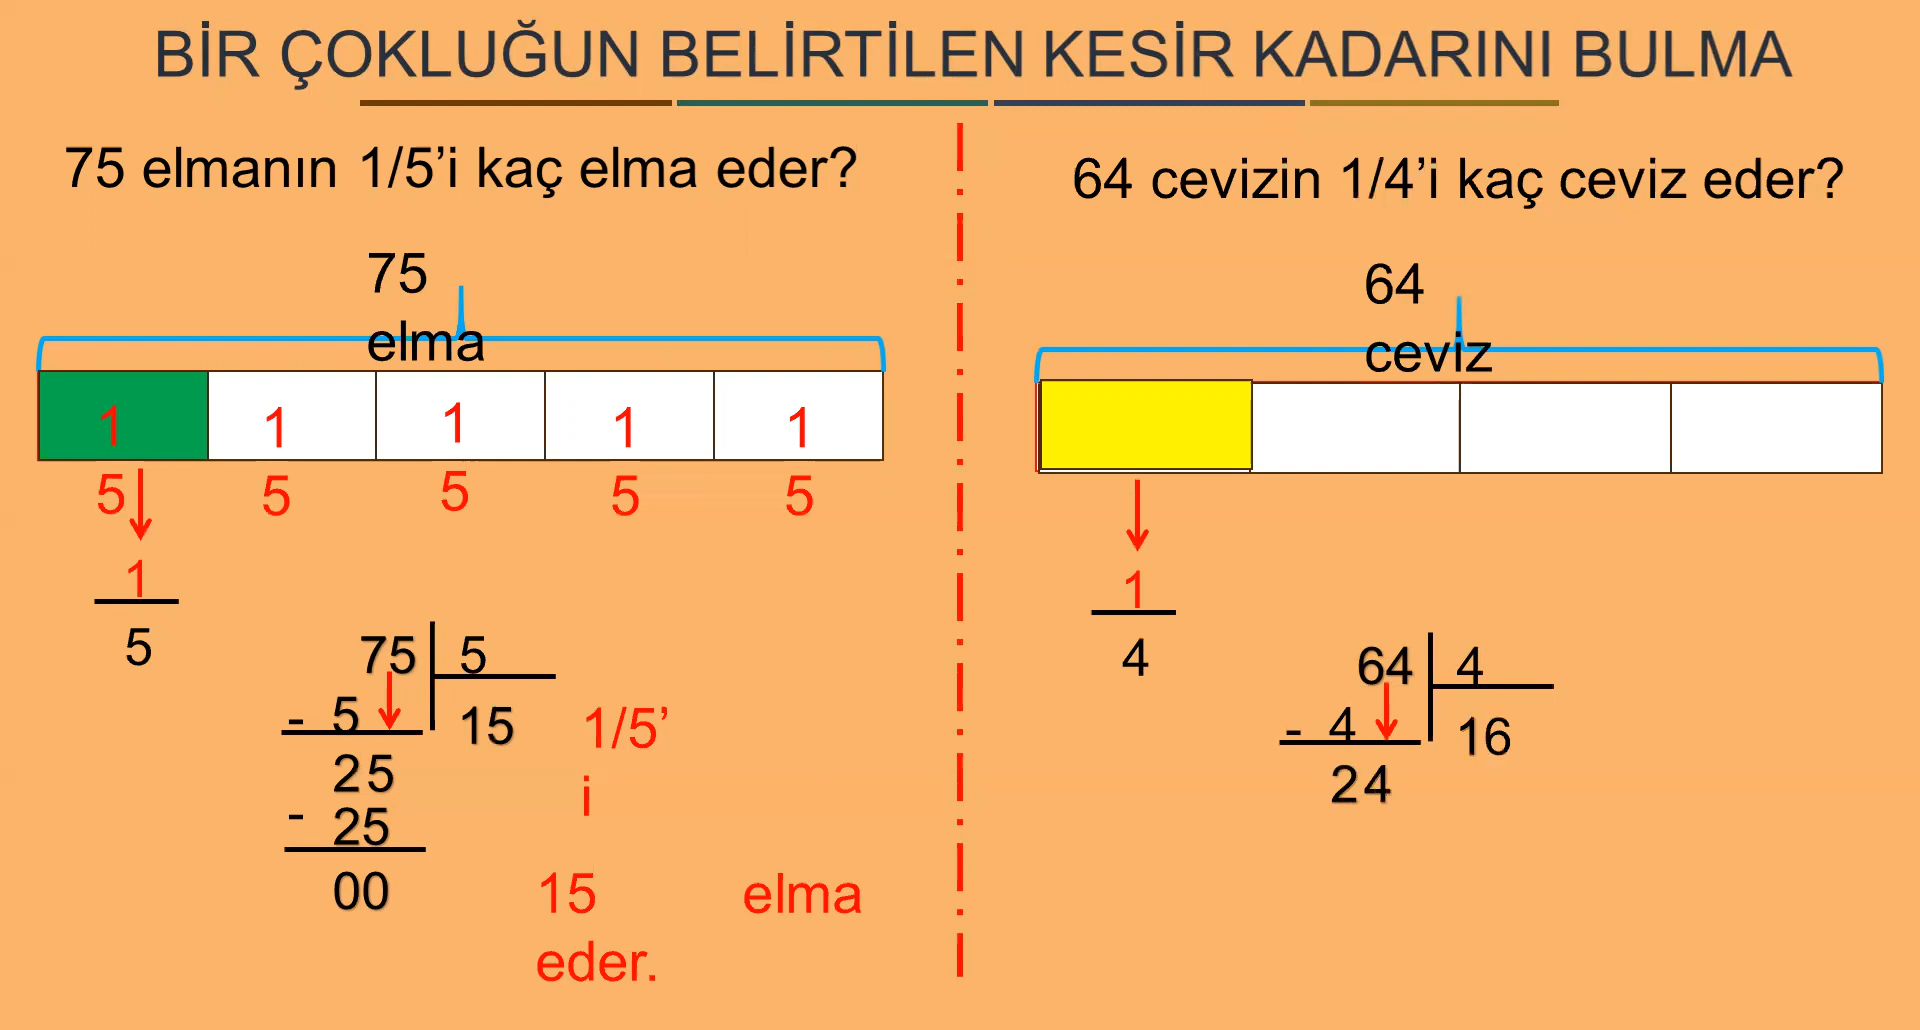 BİR ÇOKLUĞUN BELİRTİLEN KESİR KADARINI BULMA
75 elmanın 1/5’i kaç elma eder?
75
elma
1 1 1 1 1
5 5 5 5 5
1
5
75 5
- 5 15
25
- 25
00
1/5’
i
15 elma
eder.
64 cevizin 1/4’i kaç ceviz eder?
64
ceviz
1
4
64 4
- 4 16
24